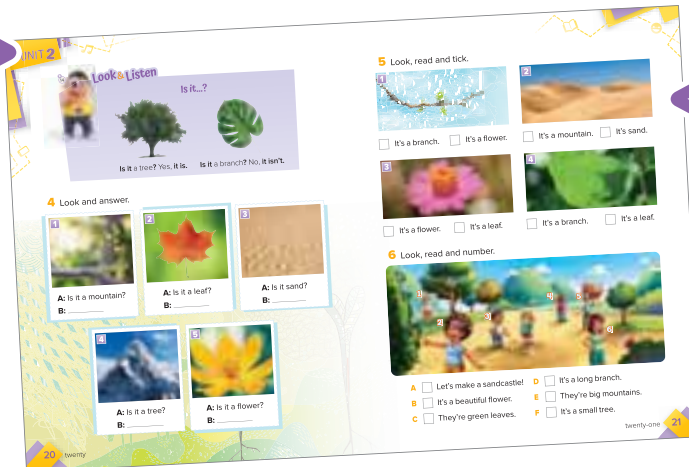 UNIT 2
Look & Listen
Is it...?
Is it a tree? Yes, it is.
Is it a branch? No, it isn't.
4 Look and answer.
1
A: Is it a mountain?
B: ________
2
A: Is it a leaf?
B: ________
3
A: Is it sand?
B: ________
4
A: Is it a tree?
B: ________
5
A: Is it a flower?
B: ________
20 twenty
5 Look, read and tick.
1
It's a branch. It's a flower.
2
It's a mountain. It's sand.
3
It's a flower. It's a leaf.
4
It's a branch. It's a leaf.
6 Look, read and number.
A Let's make a sandcastle!
B It's a beautiful flower.
C They're green leaves.
D It's a long branch.
E They're big mountains.
F It's a small tree.
twenty-one 21